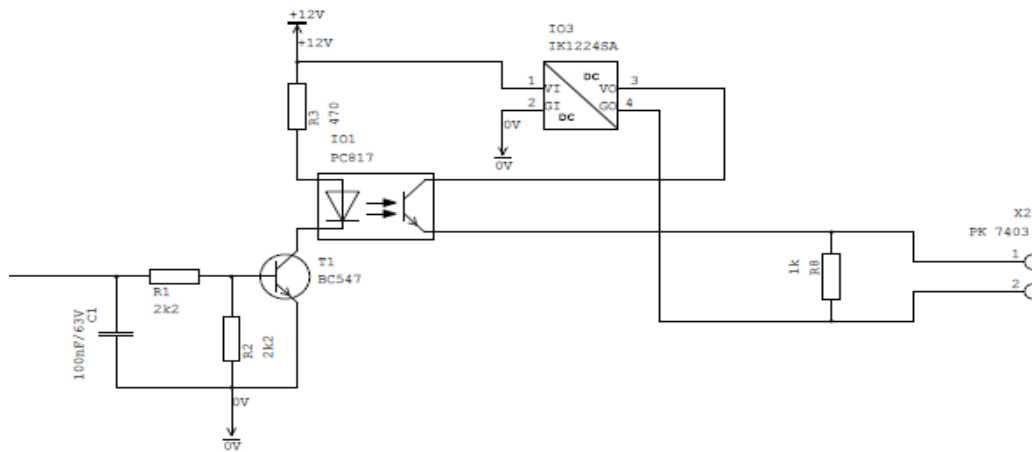 +12V
+12V
IO3
IK1224SA
R3
470
1
2
VI
GI
DC
DC
VO
GO
3
4
0V
0V
IO1
PC817
X2
PK 7403
1
2
1k
R8
T1
BC547
R1
2k2
100nF/63V
C1
R2
2k2
0V
0V